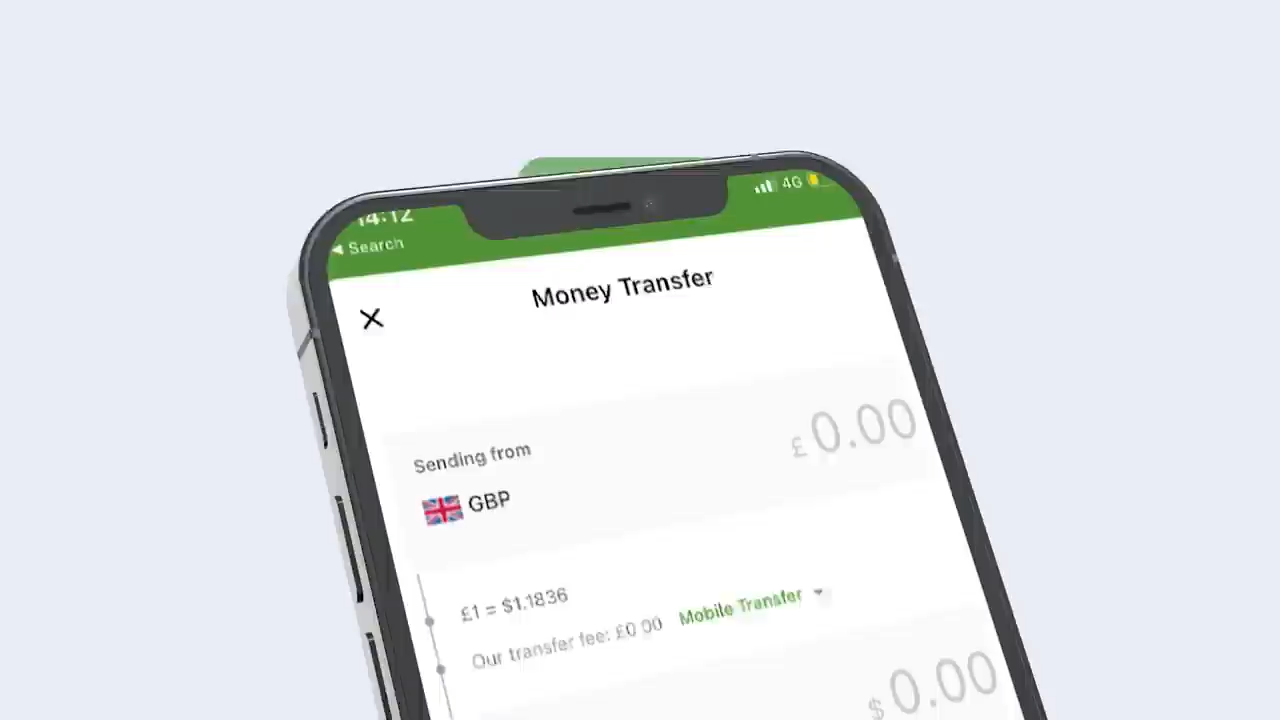 14:12
4G
◀ Search
Money Transfer
Sending from
£ 0.00
GBP
£1 = $1.1836
Our transfer fee: £0.00 Mobile Transfer
$ 0.00